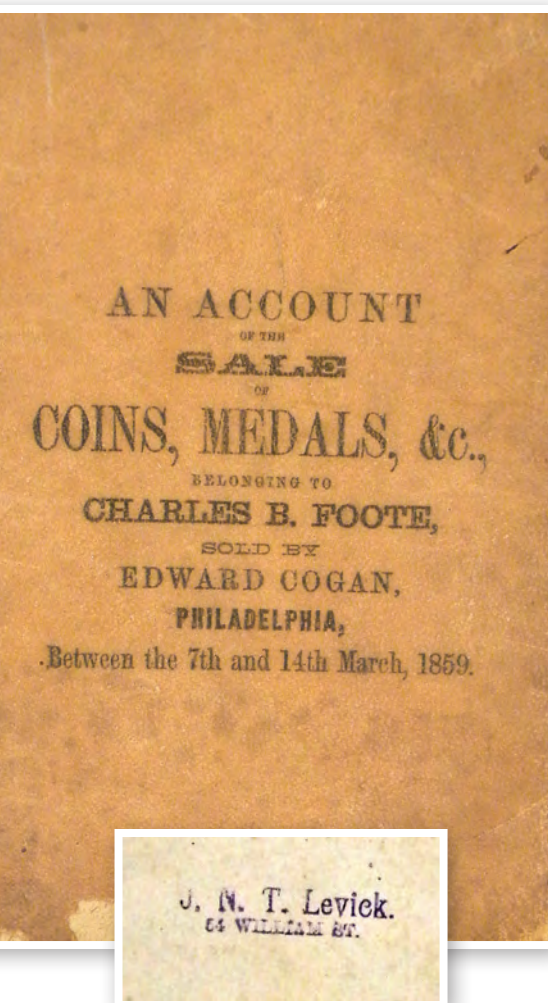 AN ACCOUNT
OF THE
SALE
OF
COINS, MEDALS, &c.,
BELONGING TO
CHARLES B. FOOTE,
SOLD BY
EDWARD COGAN,
PHILADELPHIA,
Between the 7th and 14th March, 1859.
J. N. T. Levick.
54 WILLIAM ST.